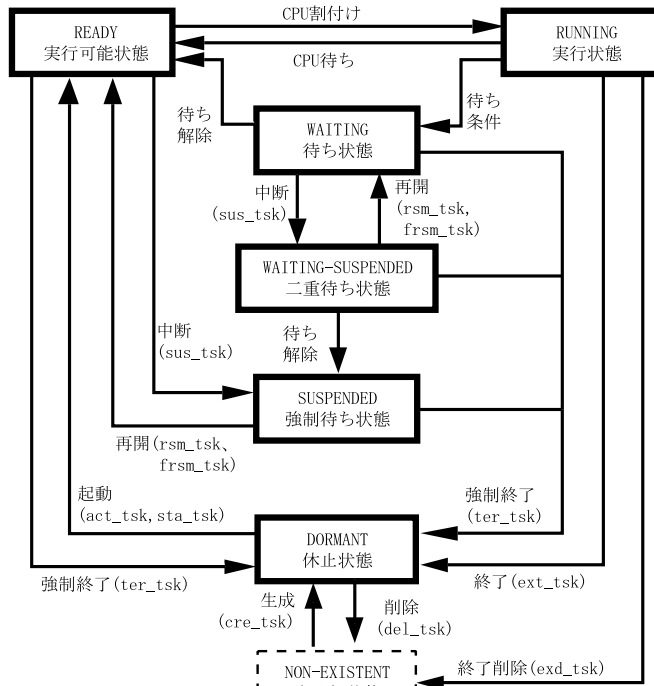 CPU割付け
READY
実行可能状態
RUNNING
実行状態
CPU待ち
待ち
解除
待ち
条件
WAITING
待ち状態
中断
(sus_tsk)
再開
(rsm_tsk,
frsm_tsk)
WAITING-SUSPENDED
二重待ち状態
中断
(sus_tsk)
待ち
解除
SUSPENDED
強制待ち状態
再開(rsm_tsk、
frsm_tsk)
起動
(act_tsk,sta_tsk)
強制終了
(ter_tsk)
DORMANT
休止状態
強制終了(ter_tsk)
終了(ext_tsk)
生成
(cre_tsk)
削除
(del_tsk)
NON-EXISTENT
終了削除(exd_tsk)